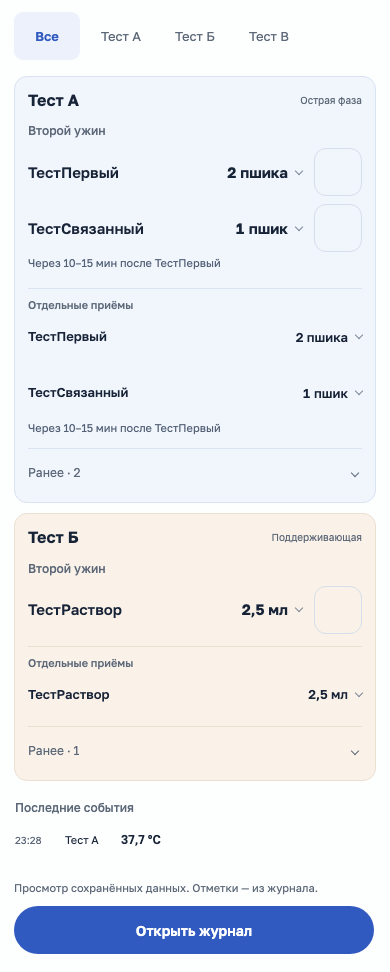 Все Тест А Тест Б Тест В
Тест А Острая фаза
Второй ужин
ТестПервый 2 пшика
ТестСвязанный 1 пшик
Через 10–15 мин после ТестПервый
Отдельные приёмы
ТестПервый 2 пшика
ТестСвязанный 1 пшик
Через 10–15 мин после ТестПервый
Ранее · 2
Тест Б Поддерживающая
Второй ужин
ТестРаствор 2,5 мл
Отдельные приёмы
ТестРаствор 2,5 мл
Ранее · 1
Последние события
23:28 Тест А 37,7 °C
Просмотр сохранённых данных. Отметки — из журнала.
Открыть журнал